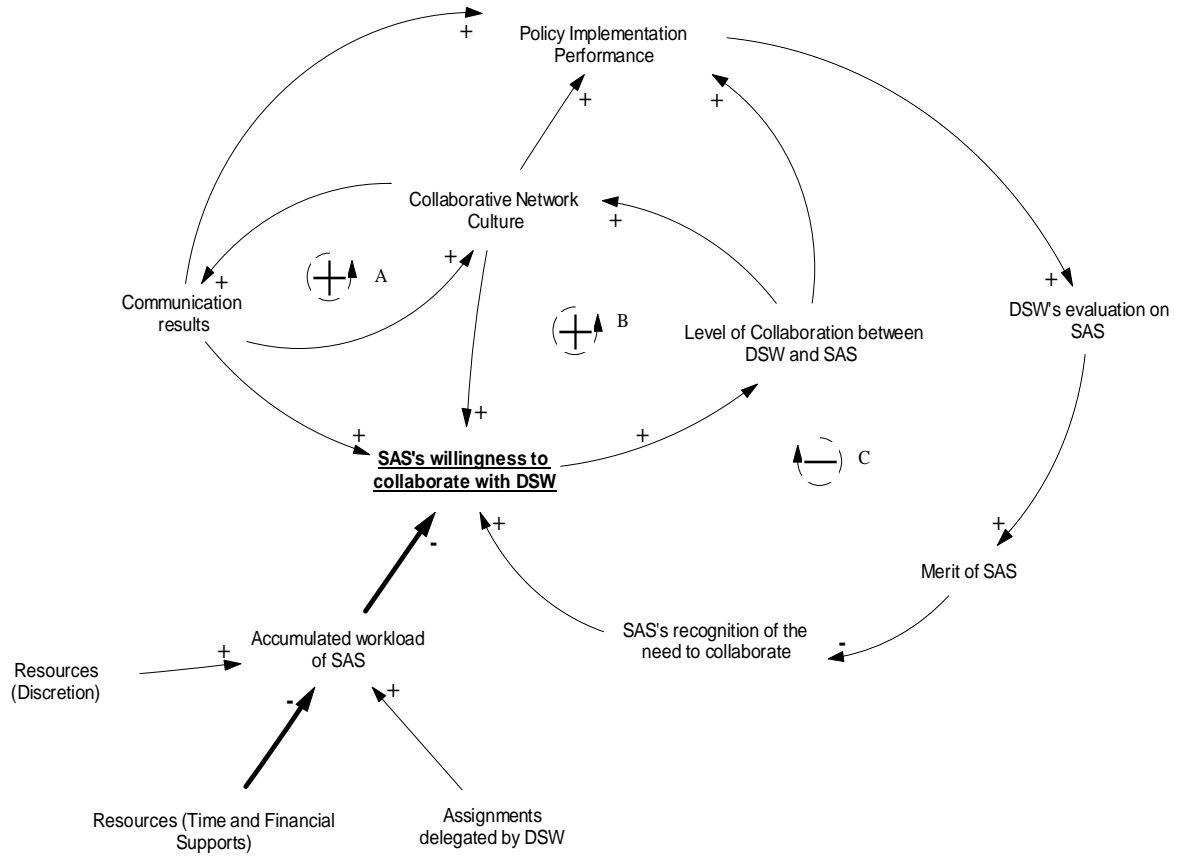 Policy Implementation
Performance
+
+
+
Collaborative Network
Culture
+
+
+
A
+
B
+
Communication
results
Level of Collaboration between
DSW and SAS
+
DSW's evaluation on
SAS
+
+
+
SAS's willingness to
collaborate with DSW
C
-
+
+
Merit of SAS
-
SAS's recognition of the
need to collaborate
Accumulated workload
of SAS
+
Resources
(Discretion)
-
+
Resources (Time and Financial
Supports)
Assignments
delegated by DSW